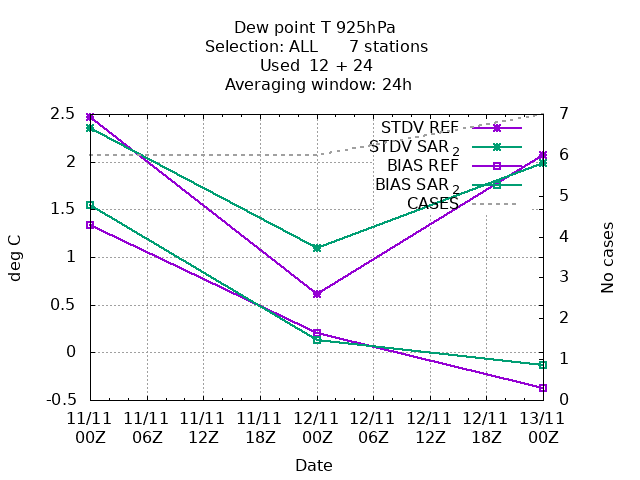 Dew point T 925hPa
Selection: ALL 7 stations
Used 12 + 24
Averaging window: 24h
2.5
2
1.5
1
0.5
0
-0.5
deg C
7
6
5
4
3
2
1
0
No cases
STDV REF
STDV SAR 2
BIAS REF
BIAS SAR 2
CASES
11/11 11/11 11/11 11/11 12/11 12/11 12/11 12/11 13/11
00Z 06Z 12Z 18Z 00Z 06Z 12Z 18Z 00Z
Date